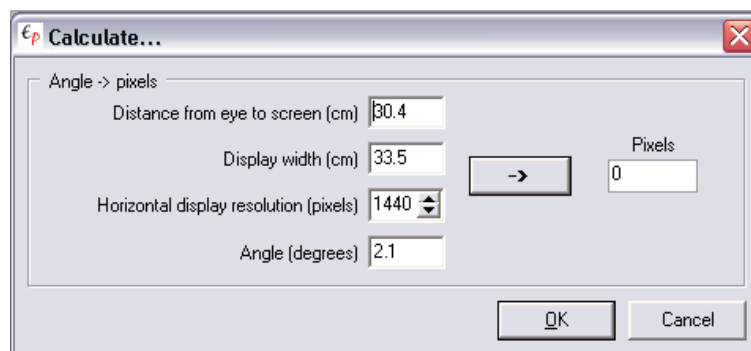 εp Calculate...
Angle -> pixels
Distance from eye to screen (cm) 30.4
Display width (cm) 33.5
Horizontal display resolution (pixels) 1440
Angle (degrees) 2.1
->
Pixels
0
OK Cancel